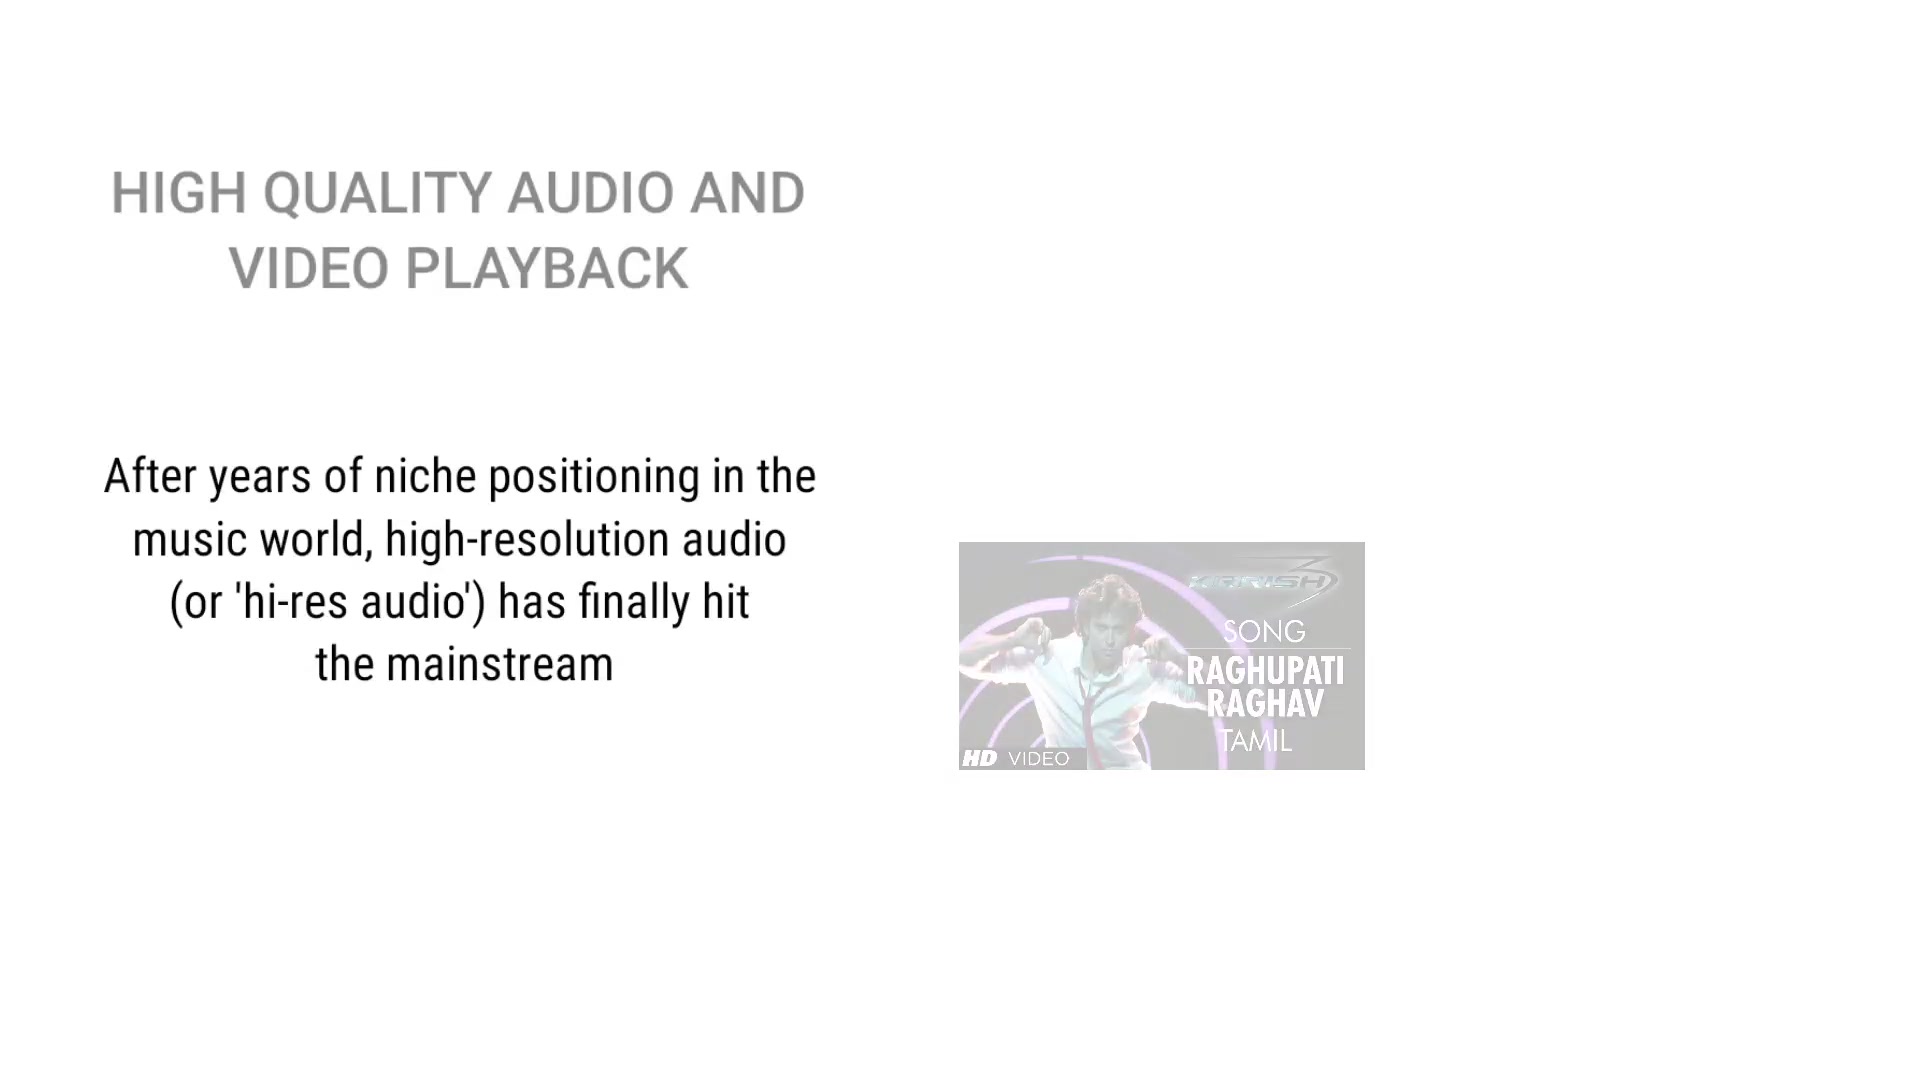 HIGH QUALITY AUDIO AND
VIDEO PLAYBACK
After years of niche positioning in the
music world, high-resolution audio
(or 'hi-res audio') has finally hit
the mainstream
KRRISH 3
SONG
RAGHUPATI
RAGHAV
TAMIL
HD VIDEO